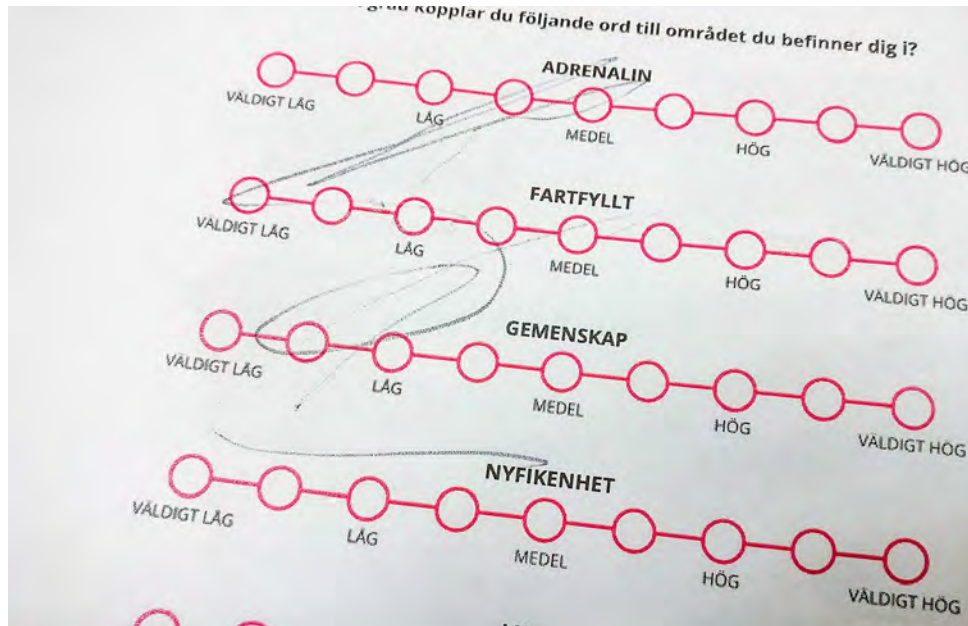 kopplar du följande ord till området du befinner dig i?
ADRENALIN
VÄLDIGT LÅG LÅG MEDEL HÖG VÄLDIGT HÖG
FARTFYLLT
VÄLDIGT LÅG LÅG MEDEL HÖG VÄLDIGT HÖG
GEMENSKAP
VÄLDIGT LÅG LÅG MEDEL HÖG VÄLDIGT HÖG
NYFIKENHET
VÄLDIGT LÅG LÅG MEDEL HÖG VÄLDIGT HÖG